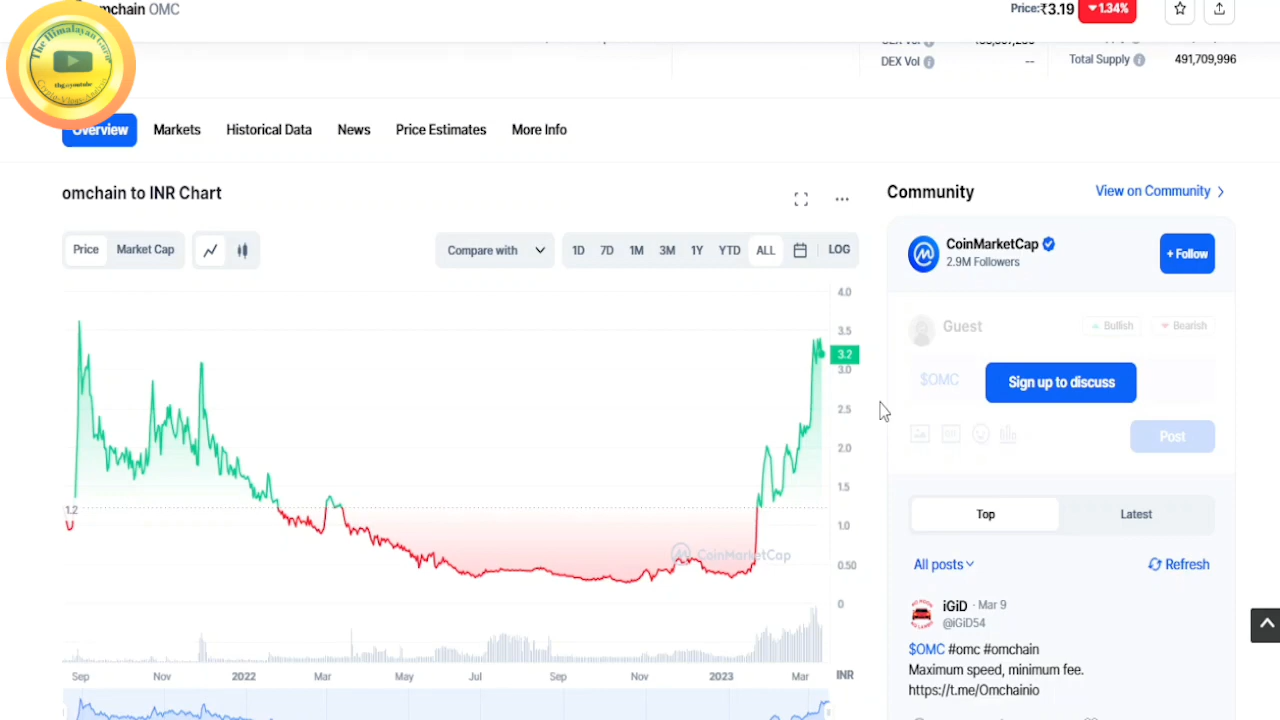 mchain OMC
Price:₹3.19 1.34%
The Himalayan Guru
DEX Vol --
Total Supply 491,709,996
Overview Markets Historical Data News Price Estimates More Info
omchain to INR Chart
Community View on Community
Price Market Cap
Compare with 1D 7D 1M 3M 1Y YTD ALL LOG
CoinMarketCap
2.9M Followers
+ Follow
Guest
Bullish Bearish
$OMC
Sign up to discuss
Post
4.0
3.5
3.2
3.0
2.5
2.0
1.5
1.2
1.0
0.50
0
CoinMarketCap
Top Latest
All posts Refresh
iGiD · Mar 9
@iGiD54
$OMC #omc #omchain
Maximum speed, minimum fee.
https://t.me/Omchainio
Sep Nov 2022 Mar May Jul Sep Nov 2023 Mar INR